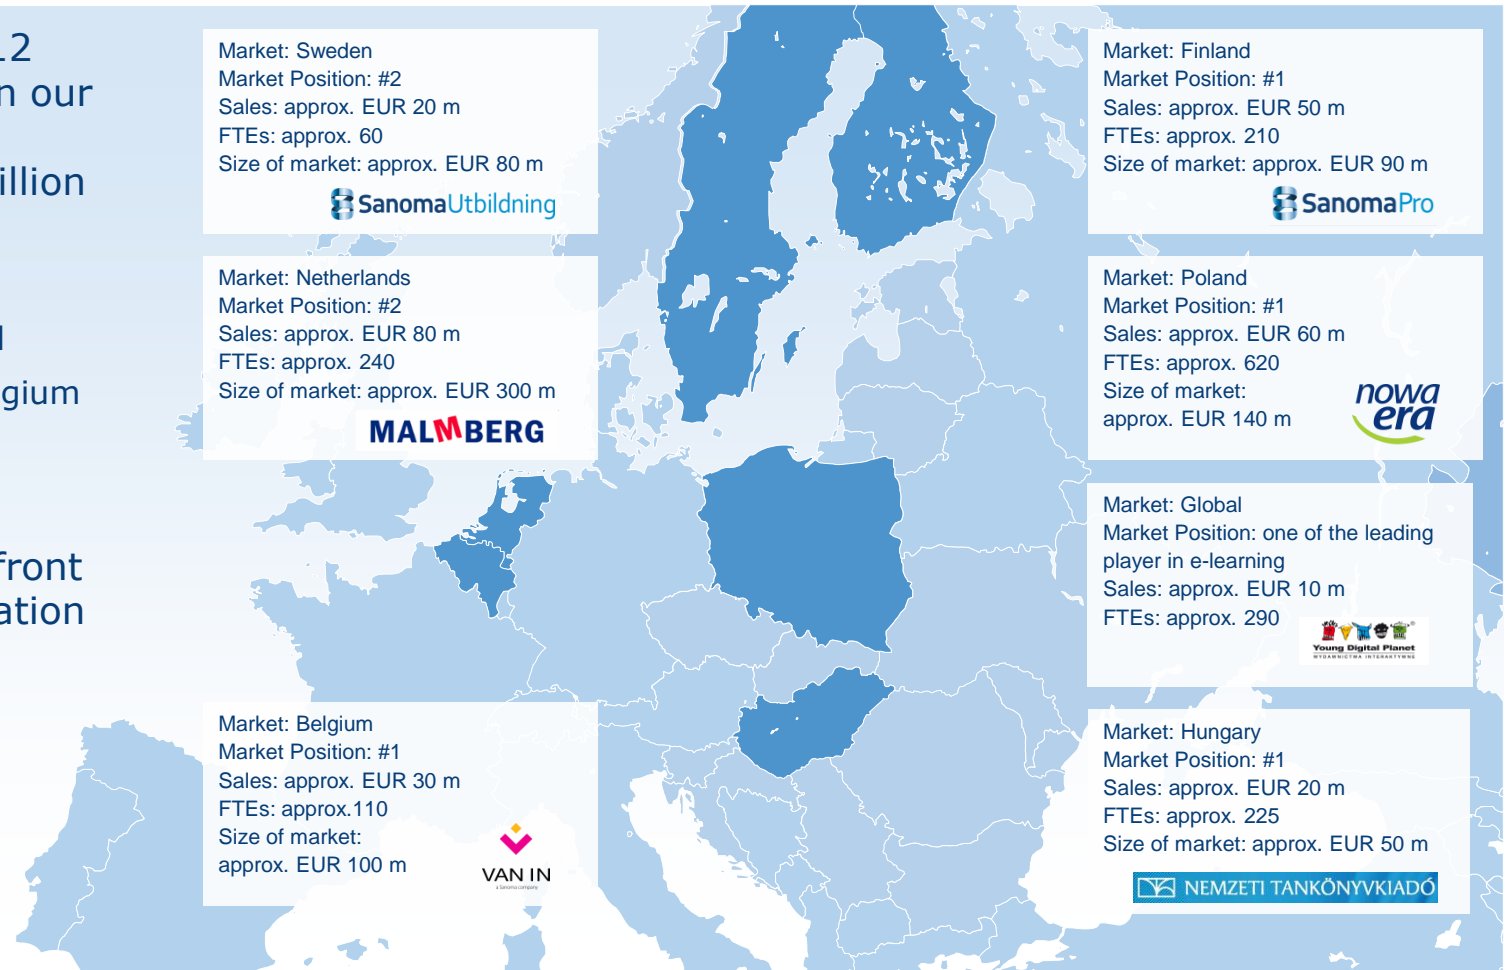 .2
n our
illion
l
gium
front
ation
Market: Sweden
Market Position: #2
Sales: approx. EUR 20 m
FTEs: approx. 60
Size of market: approx. EUR 80 m
SanomaUtbildning
Market: Netherlands
Market Position: #2
Sales: approx. EUR 80 m
FTEs: approx. 240
Size of market: approx. EUR 300 m
MALMBERG
Market: Belgium
Market Position: #1
Sales: approx. EUR 30 m
FTEs: approx.110
Size of market:
approx. EUR 100 m
VAN IN
a Sanoma company
Market: Finland
Market Position: #1
Sales: approx. EUR 50 m
FTEs: approx. 210
Size of market: approx. EUR 90 m
SanomaPro
Market: Poland
Market Position: #1
Sales: approx. EUR 60 m
FTEs: approx. 620
Size of market:
approx. EUR 140 m
nowa
era
Market: Global
Market Position: one of the leading
player in e-learning
Sales: approx. EUR 10 m
FTEs: approx. 290
Young Digital Planet
WYDAWNICTWA INTERAKTYWNE
Market: Hungary
Market Position: #1
Sales: approx. EUR 20 m
FTEs: approx. 225
Size of market: approx. EUR 50 m
NEMZETI TANKÖNYVKIADÓ